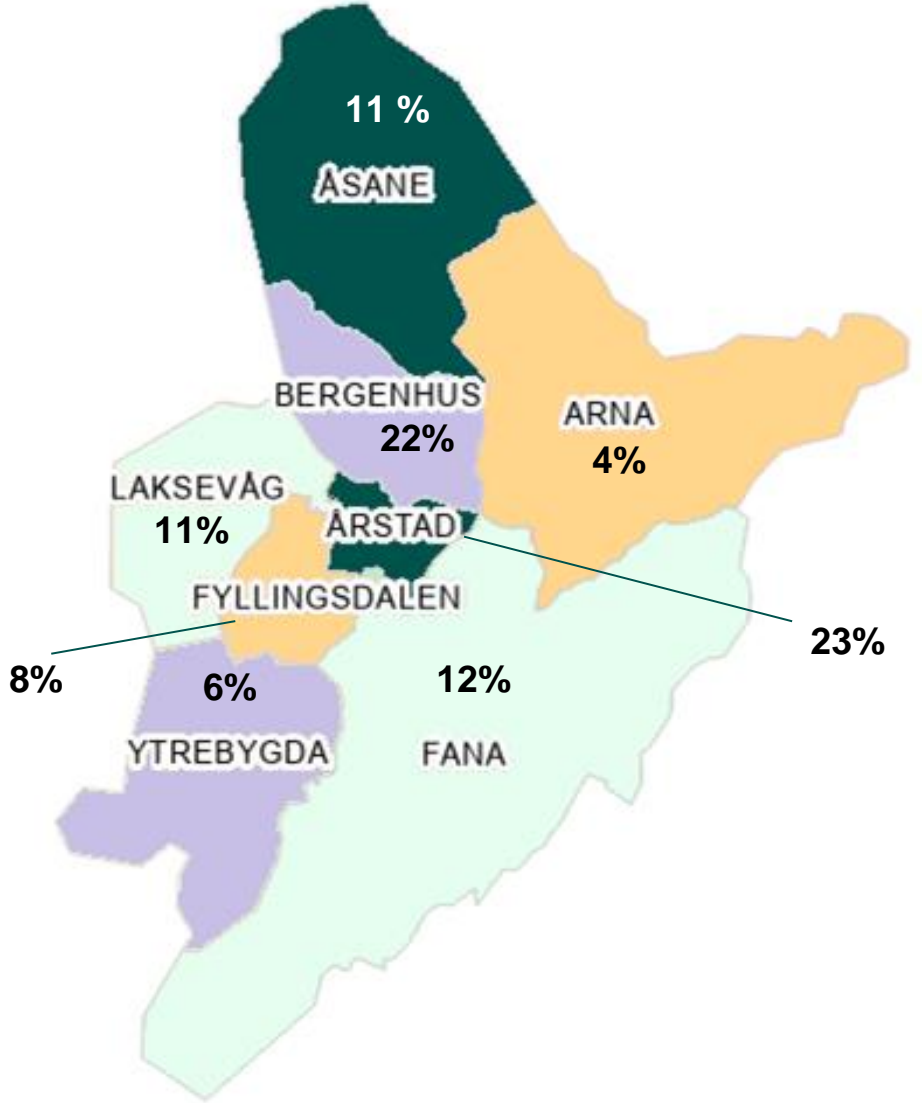 11 %
ÅSANE
BERGENHUS
22%
ARNA
4%
LAKSEVÅG
11%
ÅRSTAD
23%
FYLLINGSDALEN
8%
6%
YTREBYGDA
12%
FANA